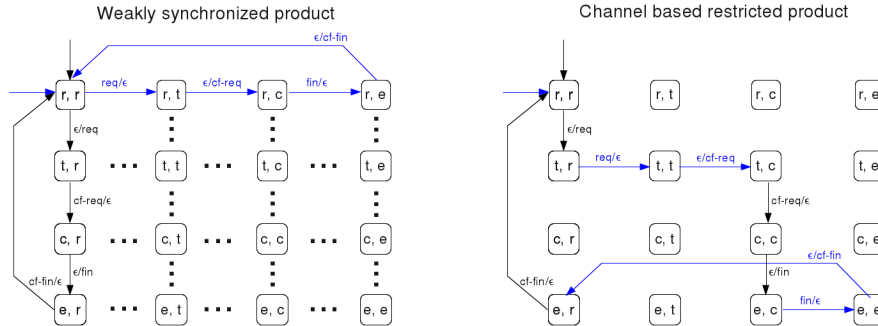 Weakly synchronized product
Channel based restricted product
ϵ/cf-fin
req/ϵ
ϵ/cf-req
fin/ϵ
r, r
r, t
r, c
r, e
ϵ/req
t, r
t, t
t, c
t, e
cf-req/ϵ
c, r
c, t
c, c
c, e
cf-fin/ϵ
ϵ/fin
e, r
e, t
e, c
e, e
r, r
r, t
r, c
r, e
ϵ/req
req/ϵ
ϵ/cf-req
t, r
t, t
t, c
t, e
cf-req/ϵ
c, r
c, t
c, c
c, e
ϵ/cf-fin
cf-fin/ϵ
ϵ/fin
fin/ϵ
e, r
e, t
e, c
e, e